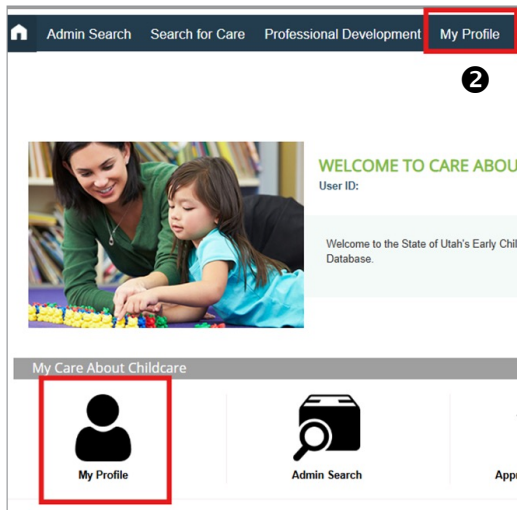 Admin Search Search for Care Professional Development My Profile
2
WELCOME TO CARE ABOU
User ID:
Welcome to the State of Utah's Early Chil
Database.
My Care About Childcare
My Profile Admin Search Appr